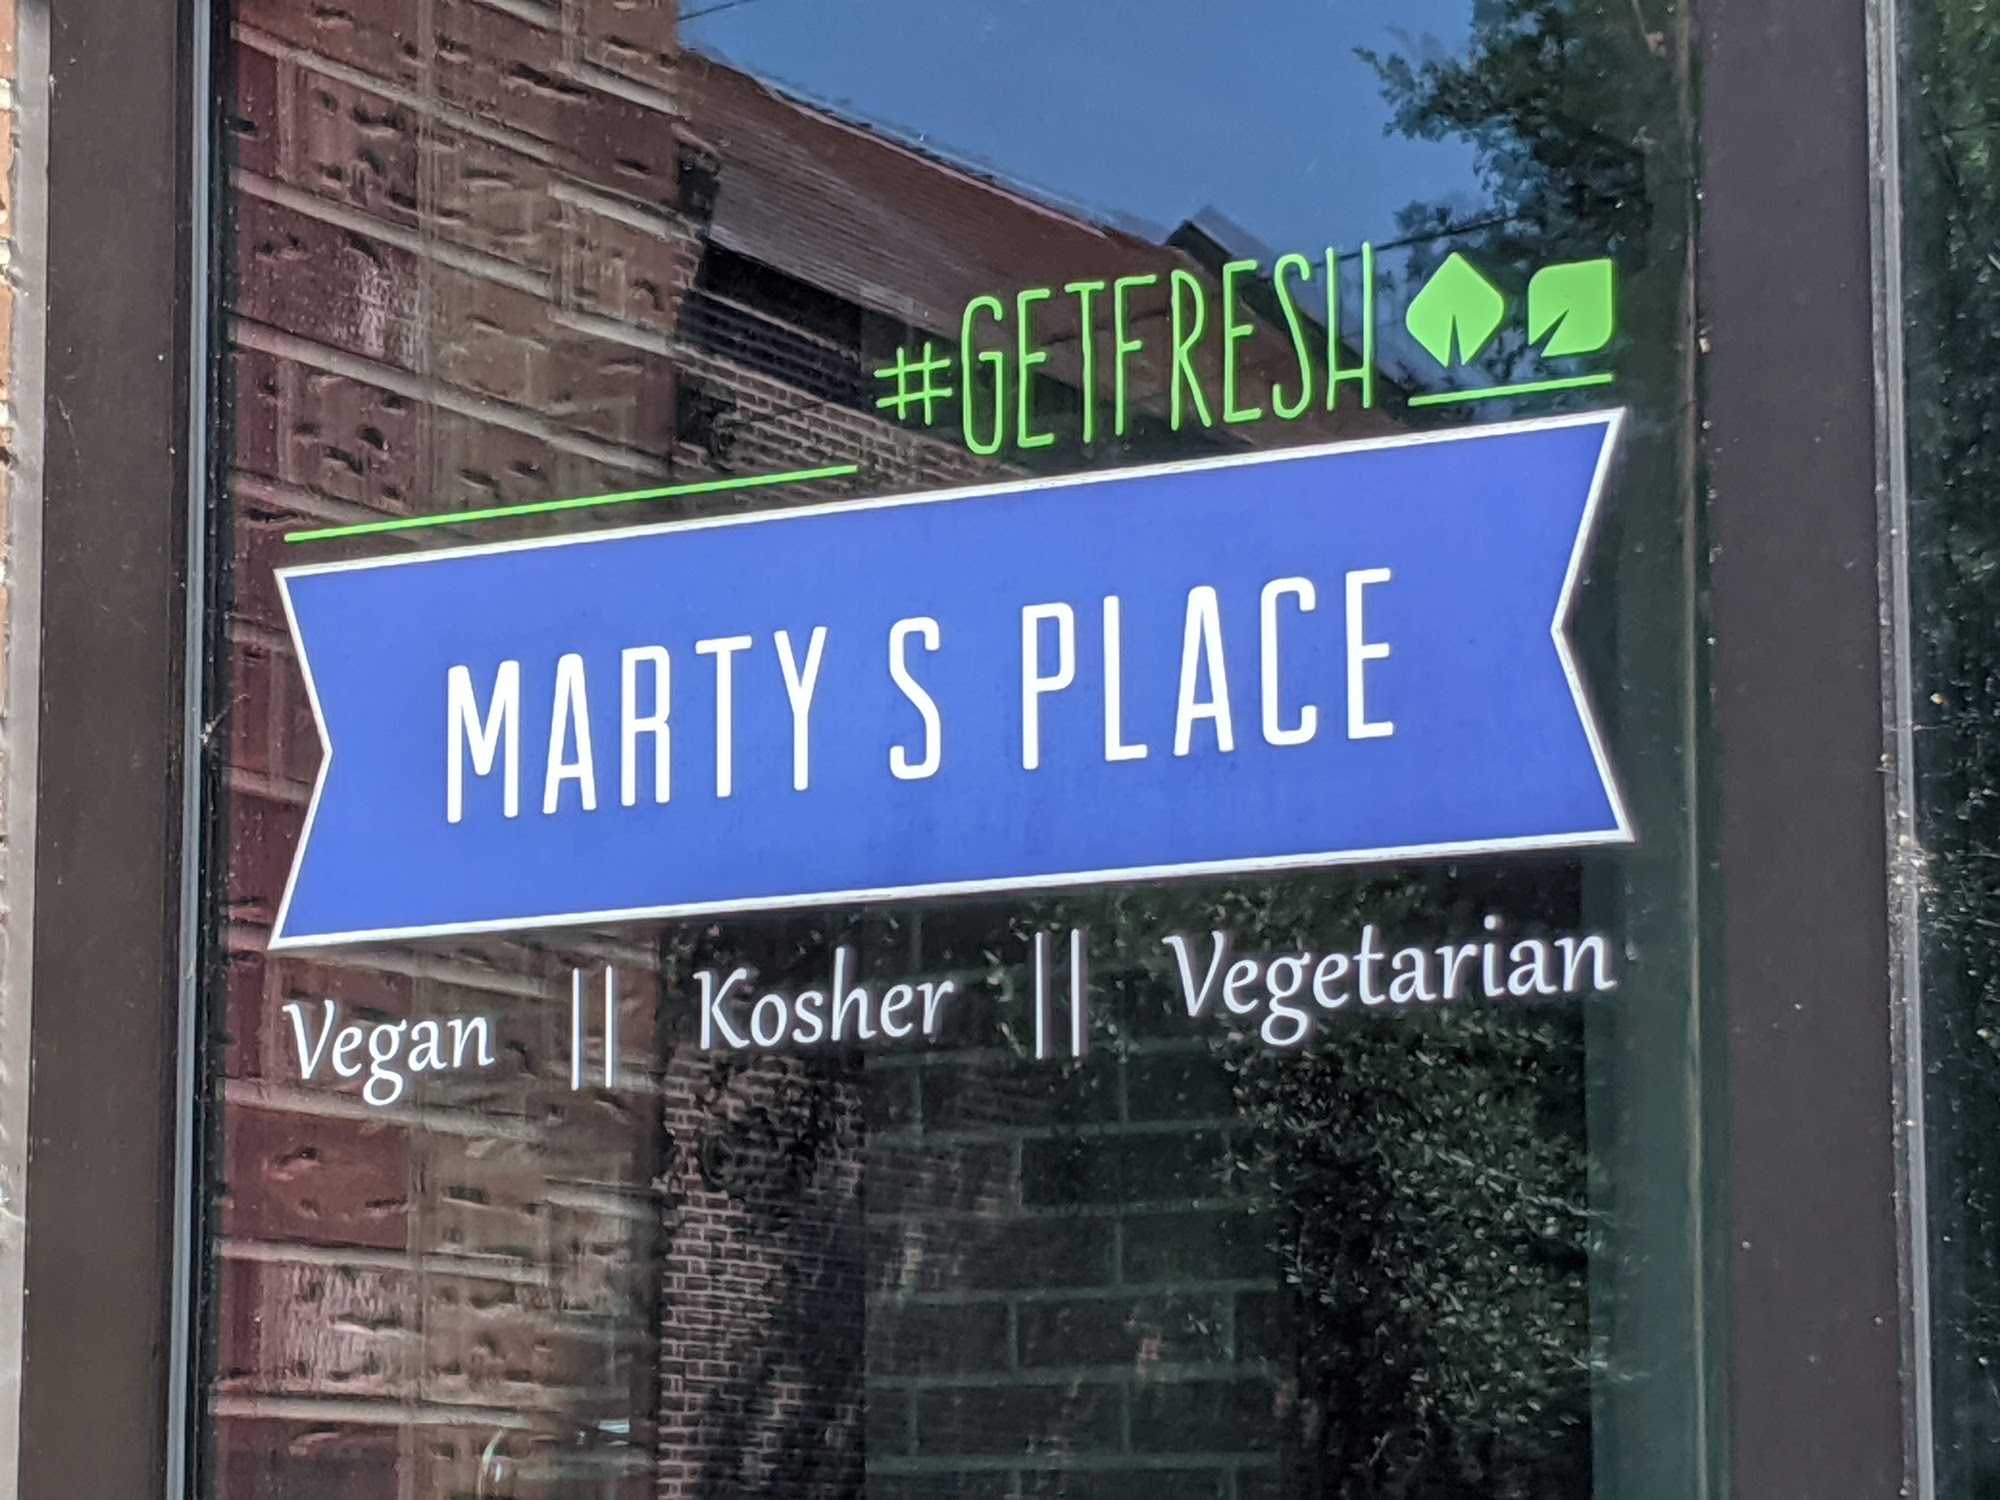 #GETFRESH
MARTY S PLACE
Vegan || Kosher || Vegetarian